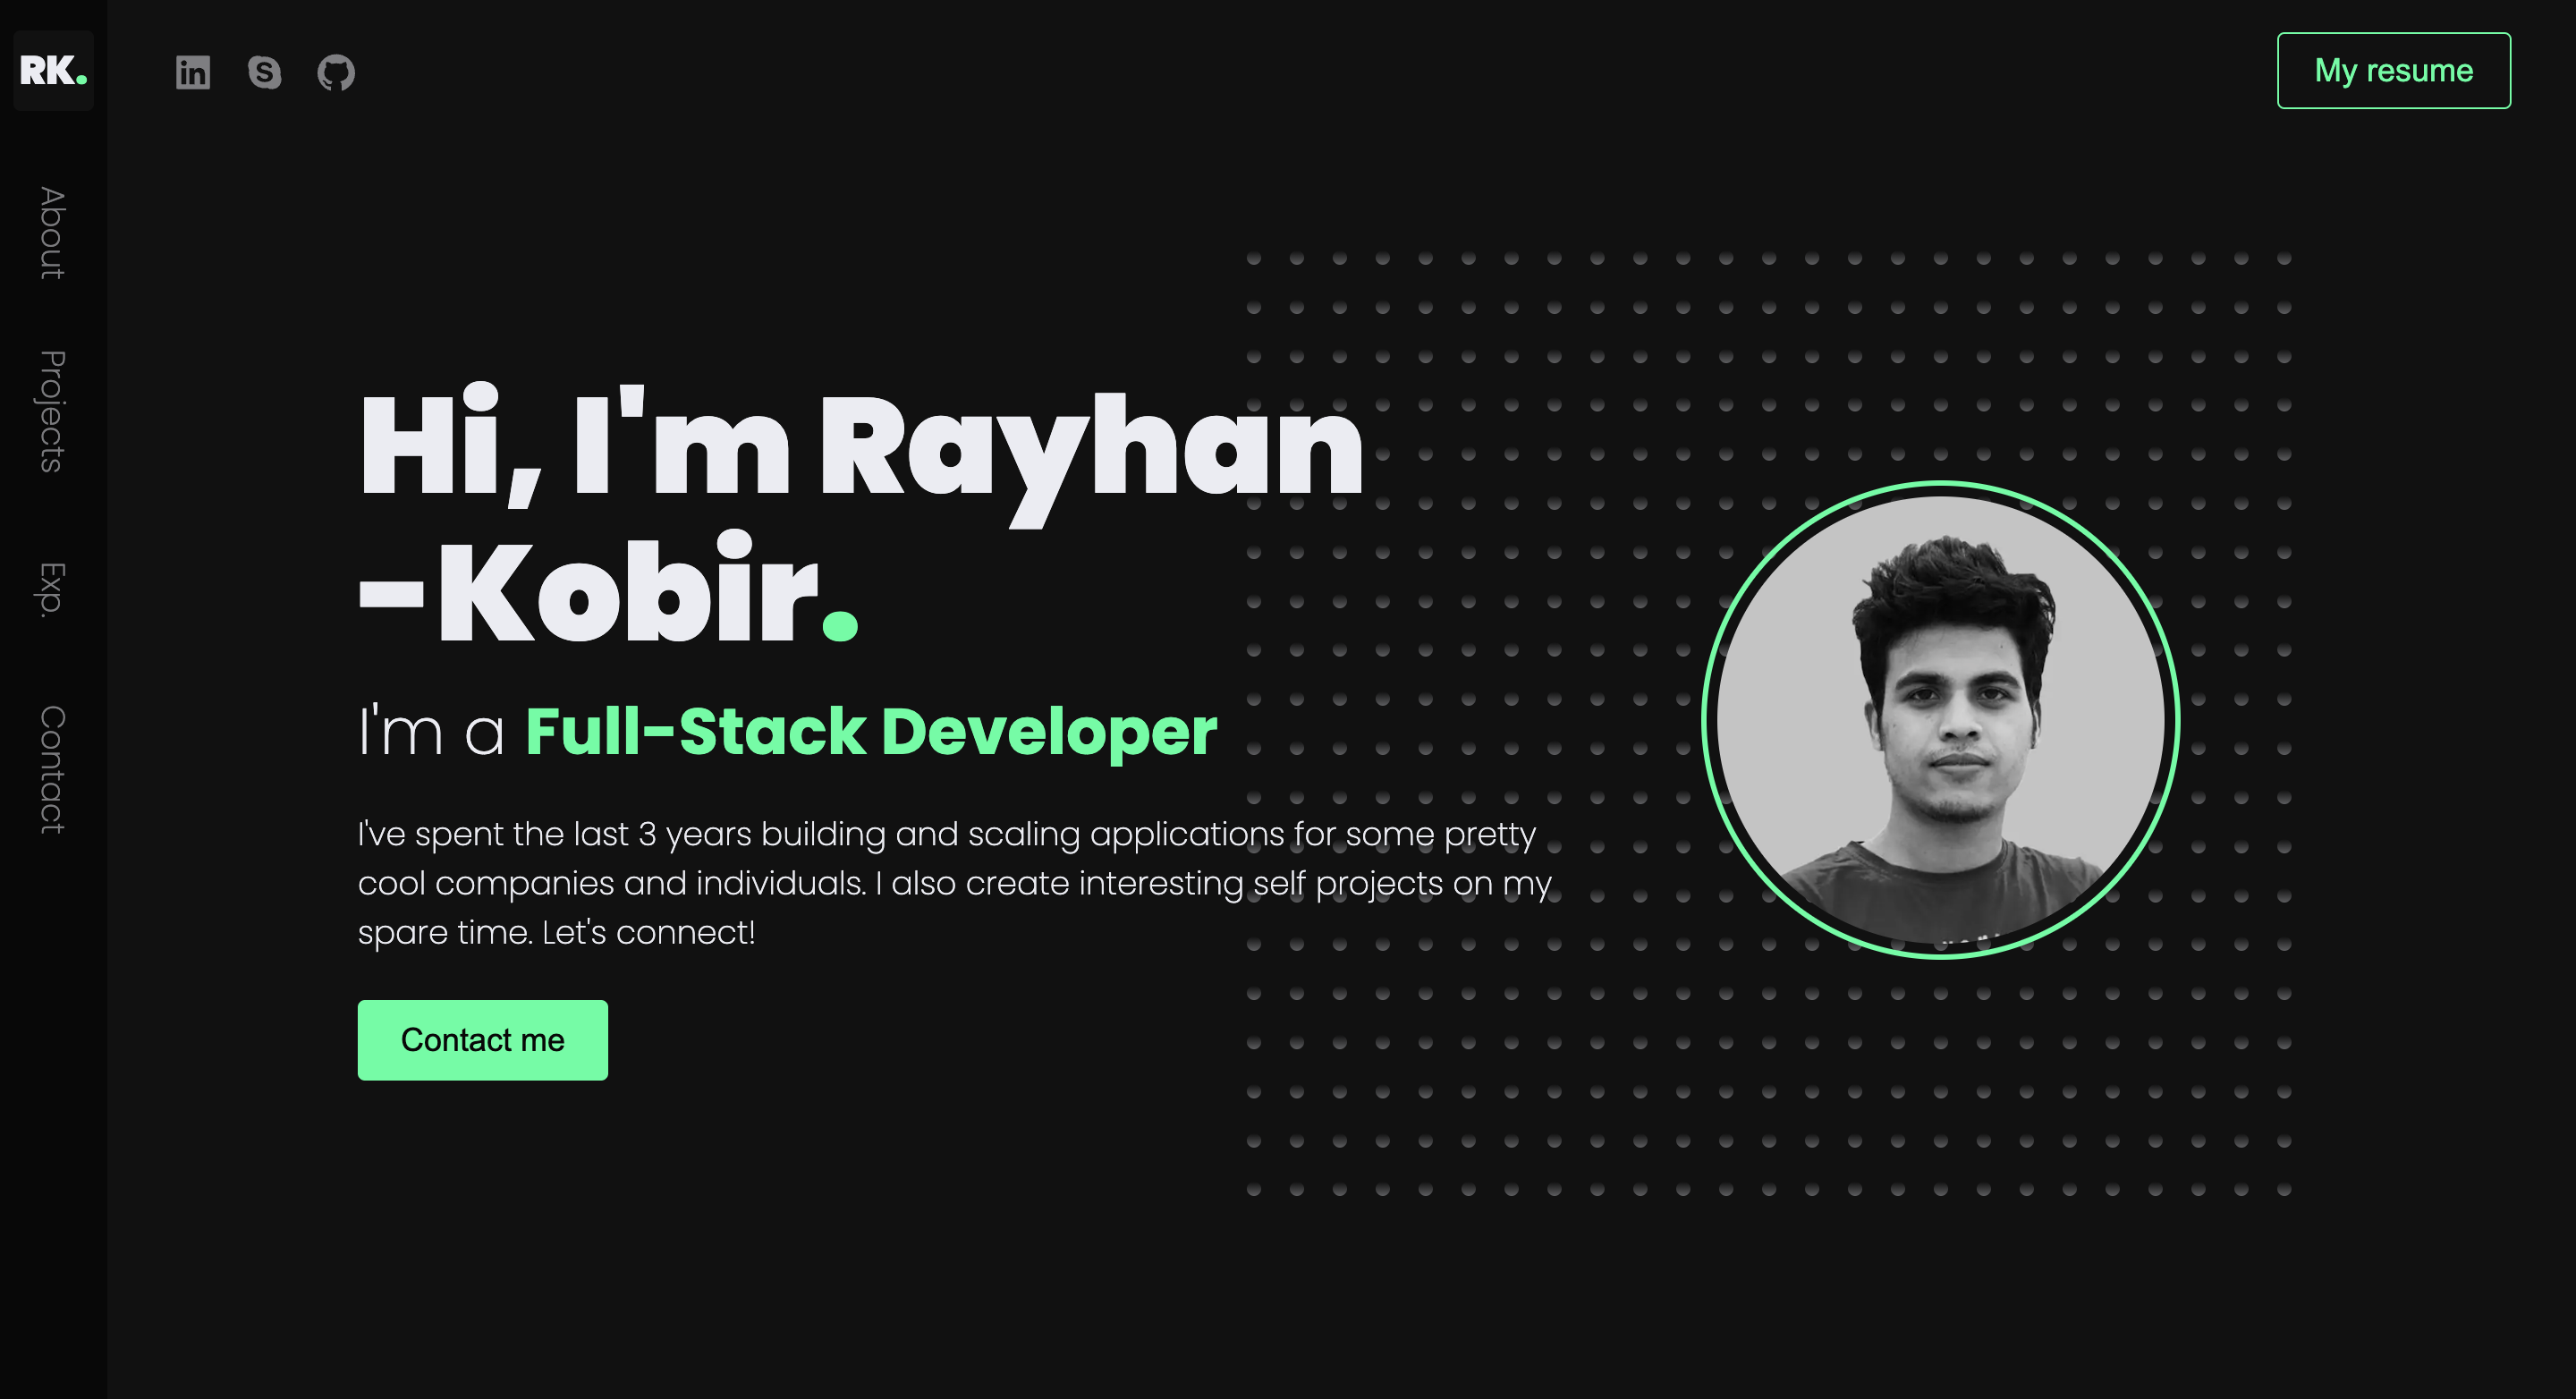 RK.
My resume
About
Projects
Exp.
Contact
Hi, I'm Rayhan
-Kobir.
I'm a Full-Stack Developer
I've spent the last 3 years building and scaling applications for some pretty
cool companies and individuals. I also create interesting self projects on my
spare time. Let's connect!
Contact me